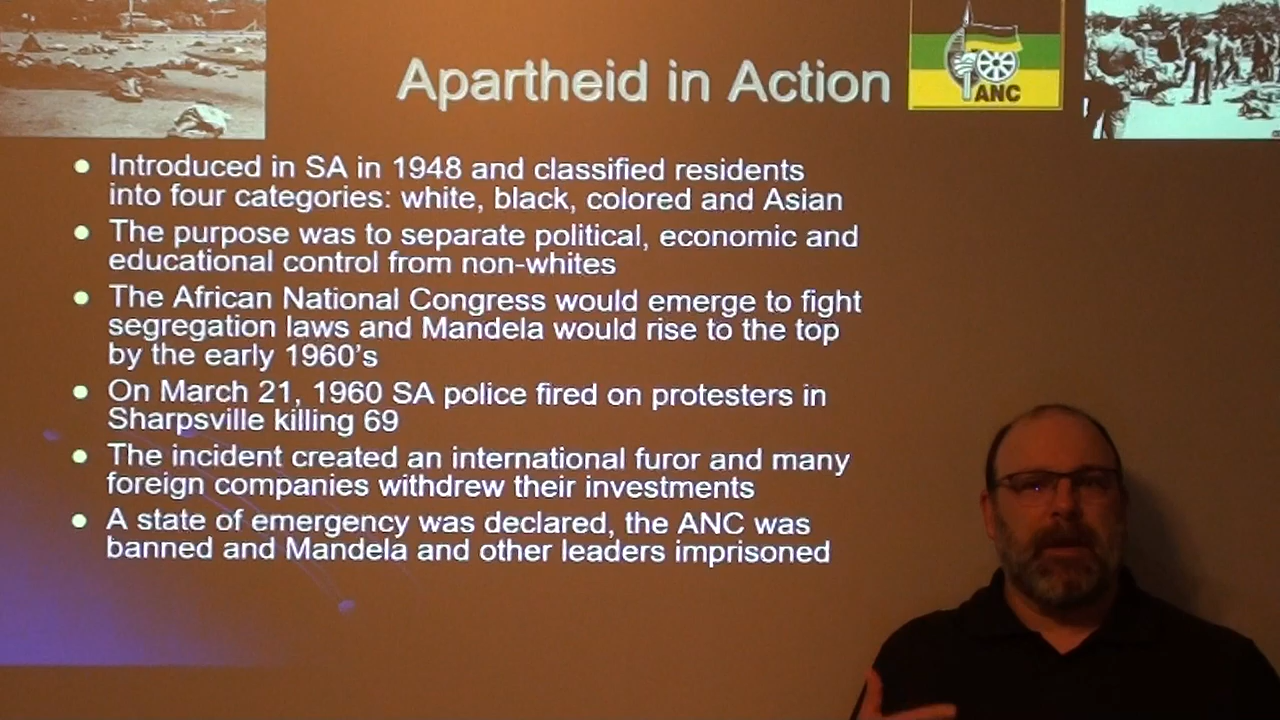 Apartheid in Action
ANC
• Introduced in SA in 1948 and classified residents
into four categories: white, black, colored and Asian
• The purpose was to separate political, economic and
educational control from non-whites
• The African National Congress would emerge to fight
segregation laws and Mandela would rise to the top
by the early 1960's
• On March 21, 1960 SA police fired on protesters in
Sharpsville killing 69
• The incident created an international furor and many
foreign companies withdrew their investments
• A state of emergency was declared, the ANC was
banned and Mandela and other leaders imprisoned